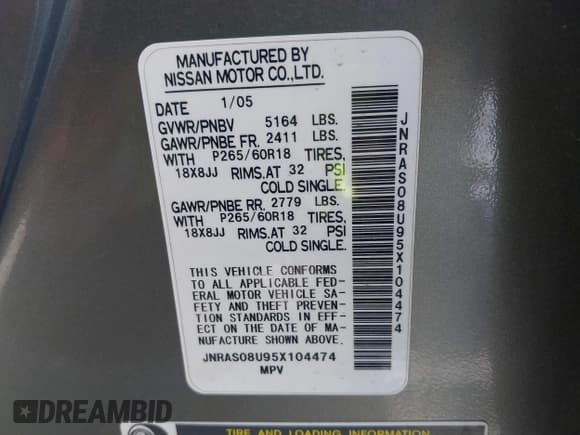 MANUFACTURED BY
NISSAN MOTOR CO.,LTD.
DATE 1/05
GVWR/PNBV 5164 LBS.
GAWR/PNBE FR. 2411 LBS.
WITH P265/60R18 TIRES,
18X8JJ RIMS,AT 32 PSI
COLD SINGLE.
GAWR/PNBE RR. 2779 LBS.
WITH P265/60R18 TIRES,
18X8JJ RIMS,AT 32 PSI
COLD SINGLE.
THIS VEHICLE CONFORMS
TO ALL APPLICABLE FED-
ERAL MOTOR VEHICLE SA-
FETY AND THEFT PREVEN-
TION STANDARDS IN EFF-
ECT ON THE DATE OF MA-
NUFACTURE SHOWN ABOVE.
JNRAS08U95X104474
MPV
JNRAS08U95X104474
TIRE AND LOADING INFORMATION
DREAMBID